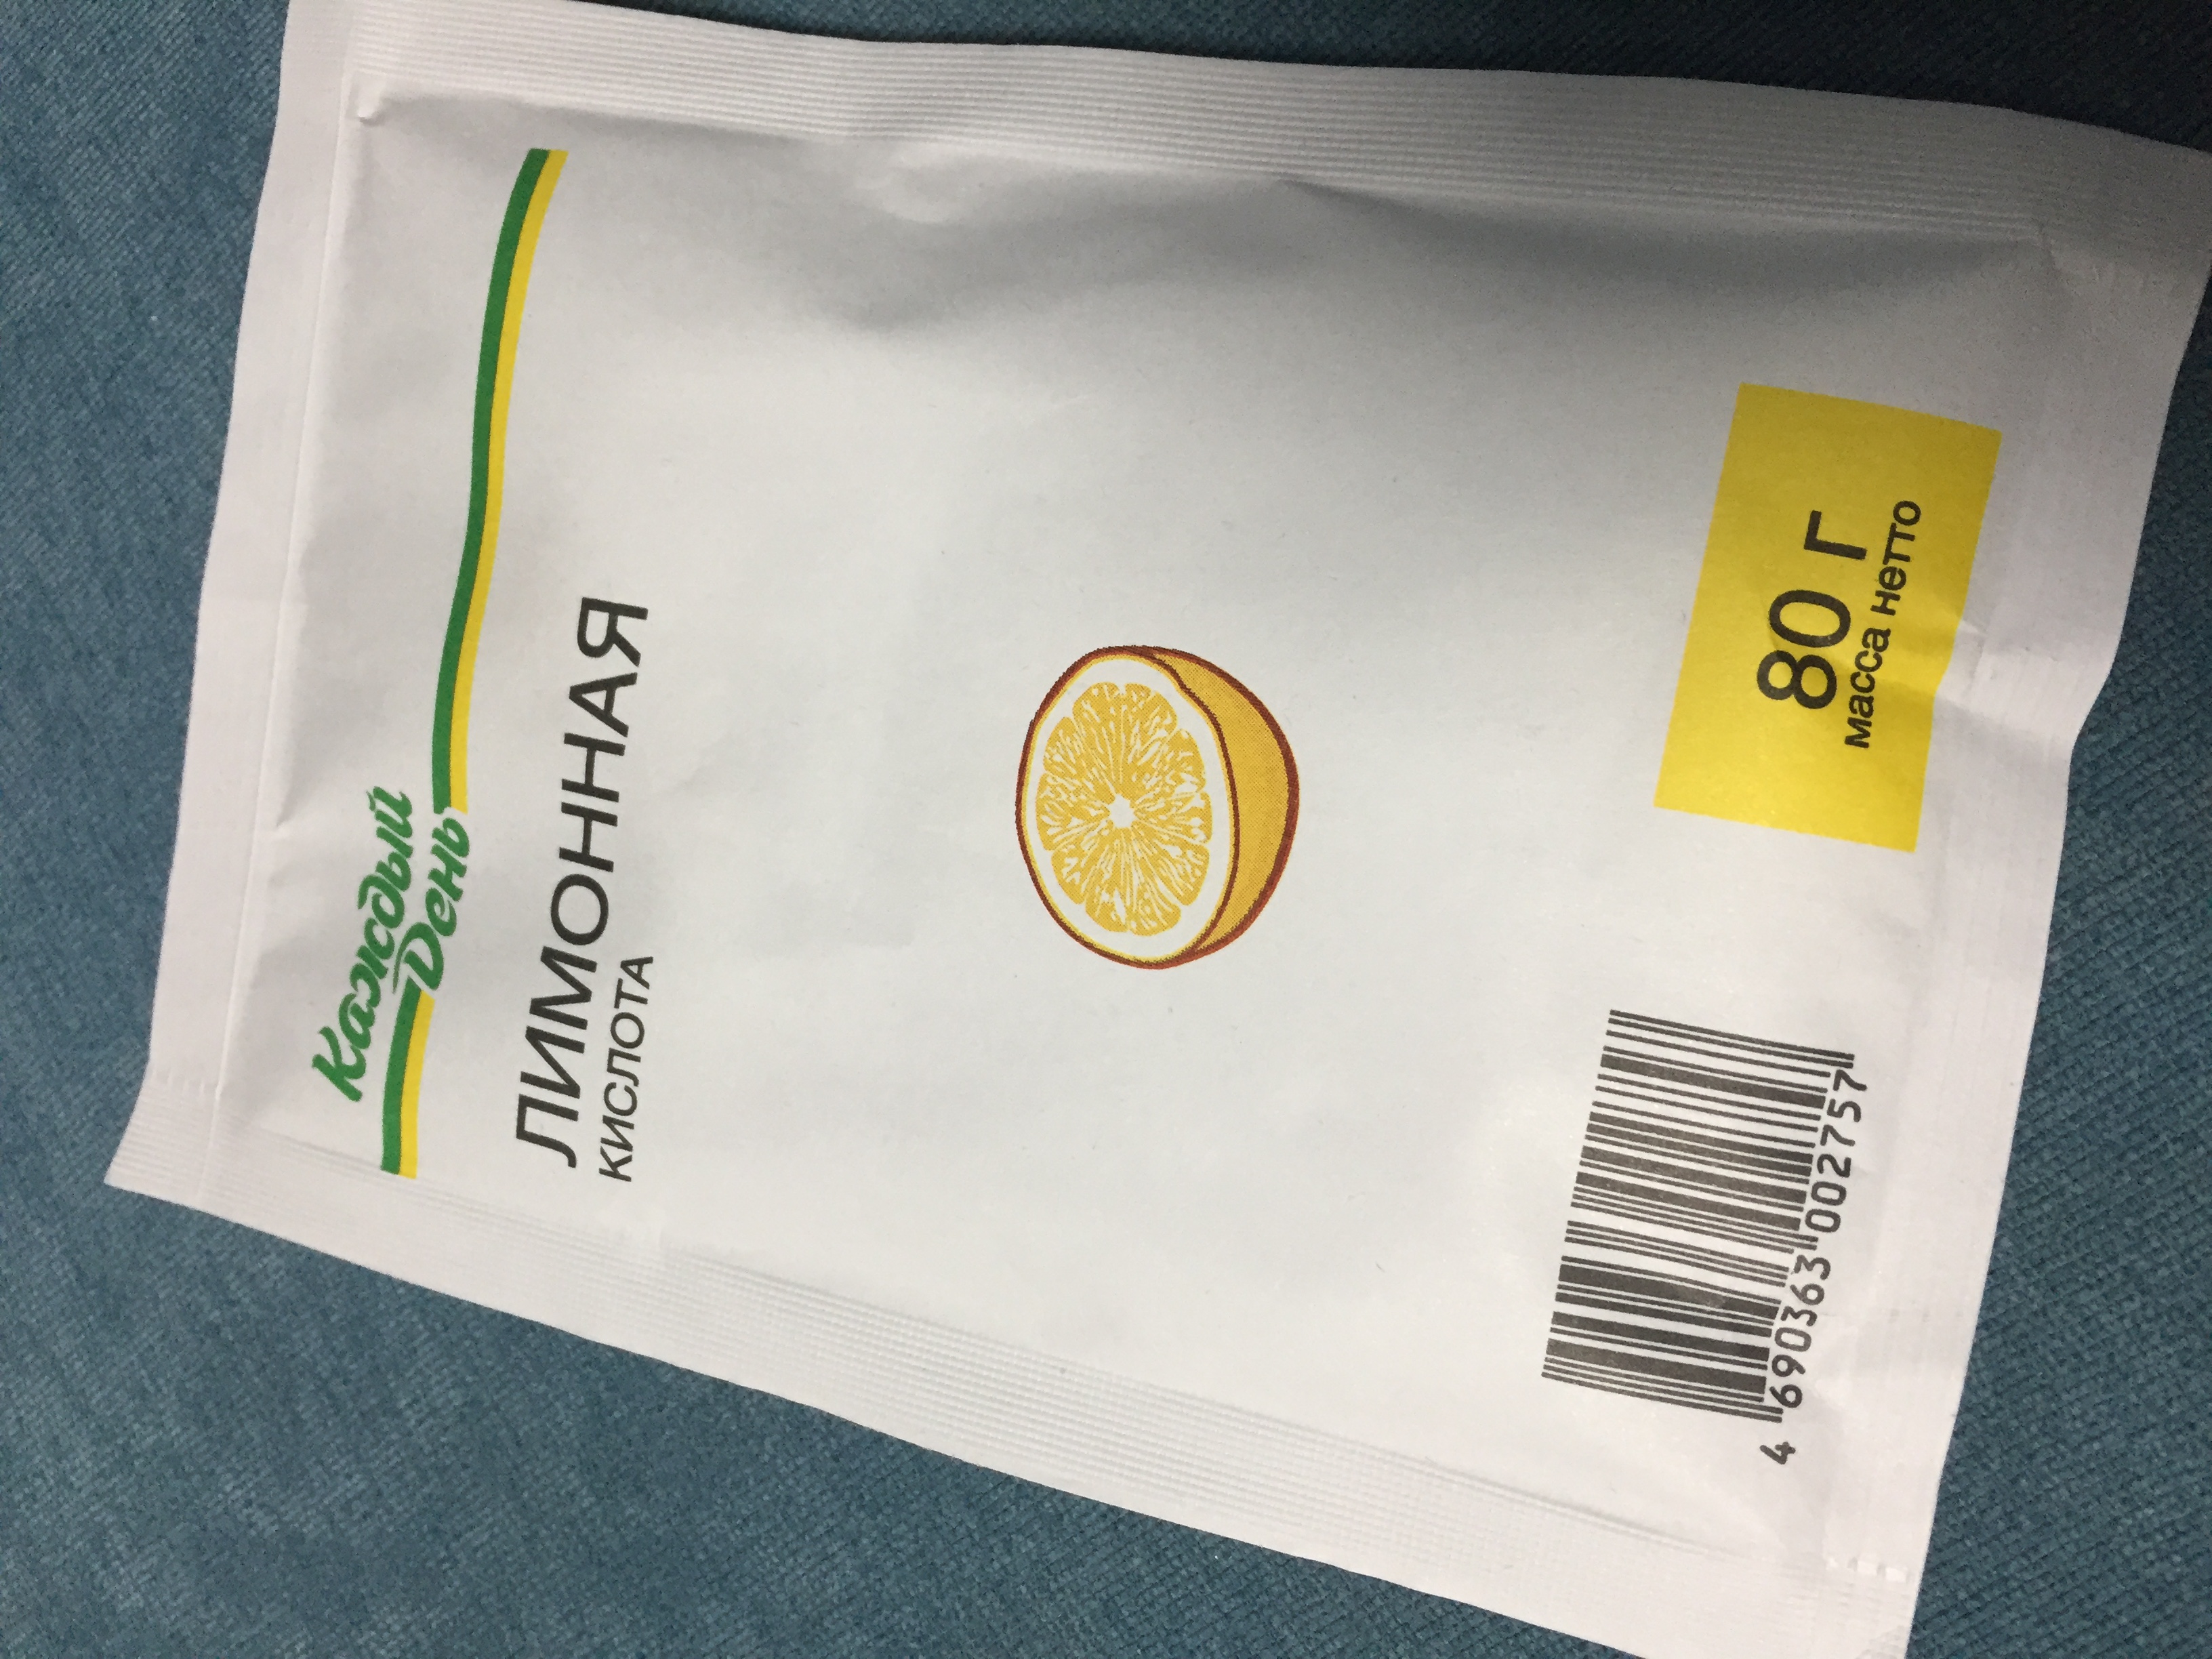 Каждый
День
ЛИМОННАЯ
КИСЛОТА
80 г
масса нетто
4 690363 002757